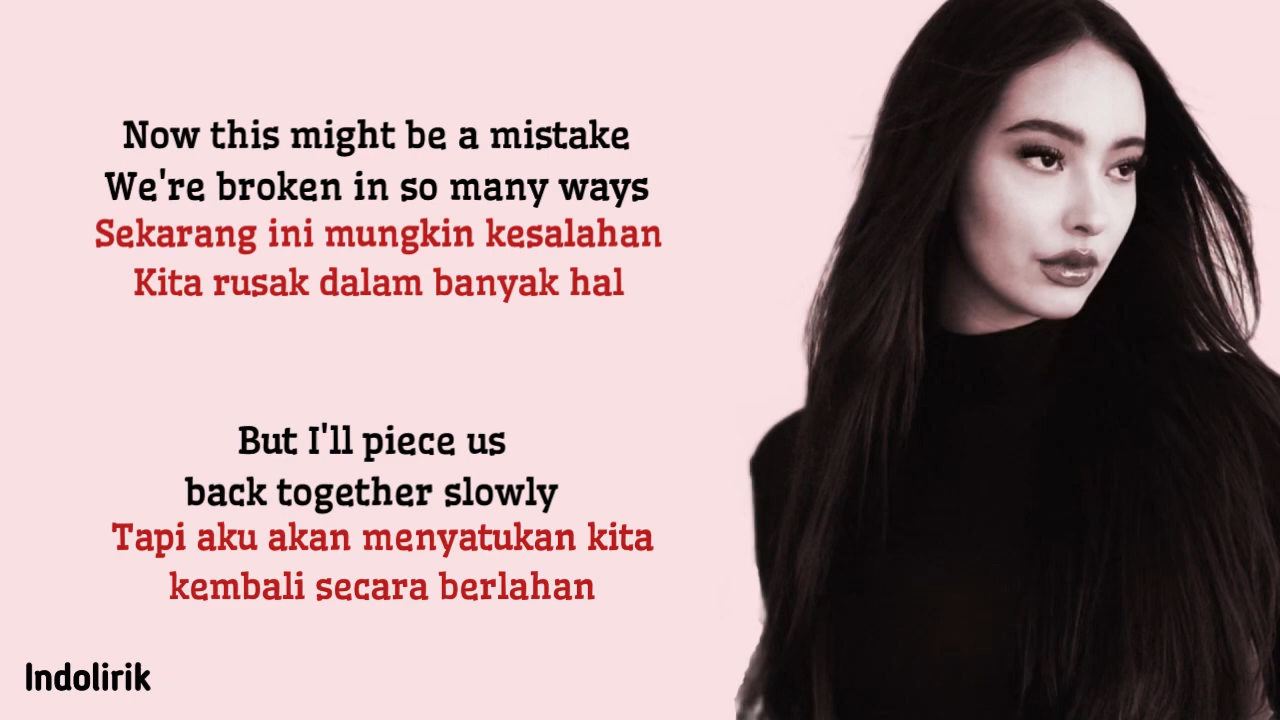 Now this might be a mistake
We're broken in so many ways
Sekarang ini mungkin kesalahan
Kita rusak dalam banyak hal
But I'll piece us
back together slowly
Tapi aku akan menyatukan kita
kembali secara berlahan
Indolirik